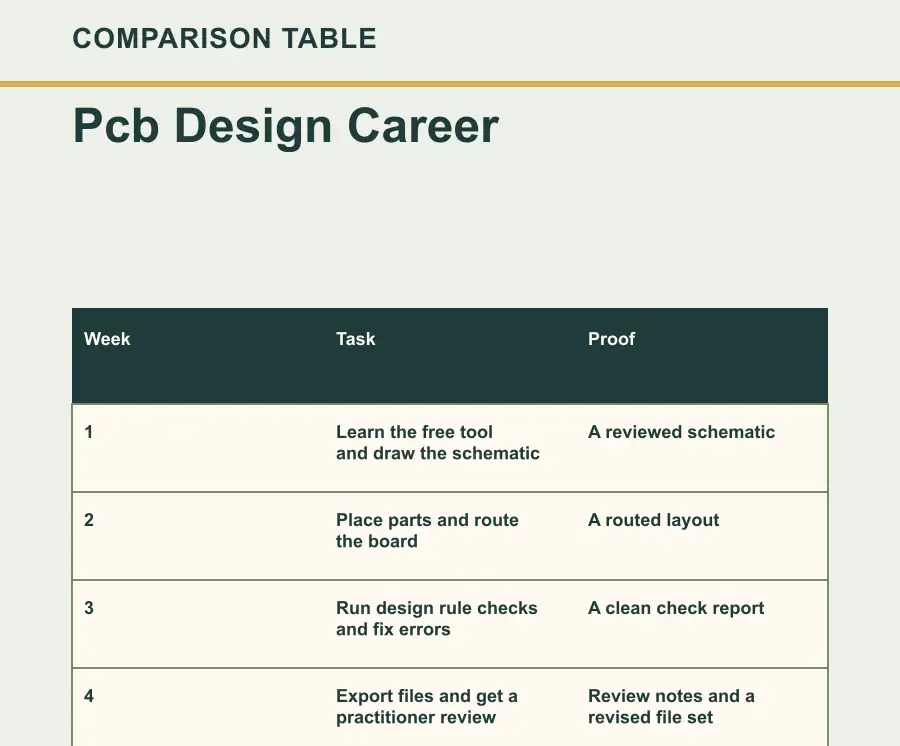 COMPARISON TABLE
Pcb Design Career
Week Task Proof
1 Learn the free tool A reviewed schematic
and draw the schematic
2 Place parts and route A routed layout
the board
3 Run design rule checks A clean check report
and fix errors
4 Export files and get a Review notes and a
practitioner review revised file set